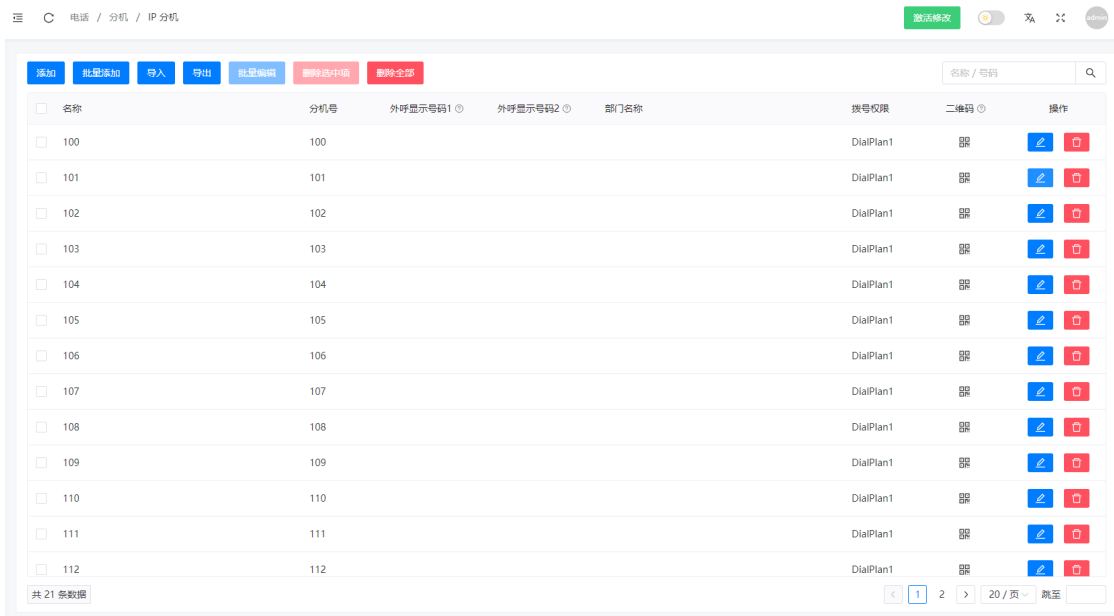 电话 / 分机 / IP 分机 激活修改 admin
添加 批量添加 导入 导出 批量编辑 删除选中项 删除全部 名称 / 号码
名称 分机号 外呼显示号码1 外呼显示号码2 部门名称 拨号权限 二维码 操作
100 100 DialPlan1
101 101 DialPlan1
102 102 DialPlan1
103 103 DialPlan1
104 104 DialPlan1
105 105 DialPlan1
106 106 DialPlan1
107 107 DialPlan1
108 108 DialPlan1
109 109 DialPlan1
110 110 DialPlan1
111 111 DialPlan1
112 112 DialPlan1
共 21 条数据 1 2 20 / 页 跳至